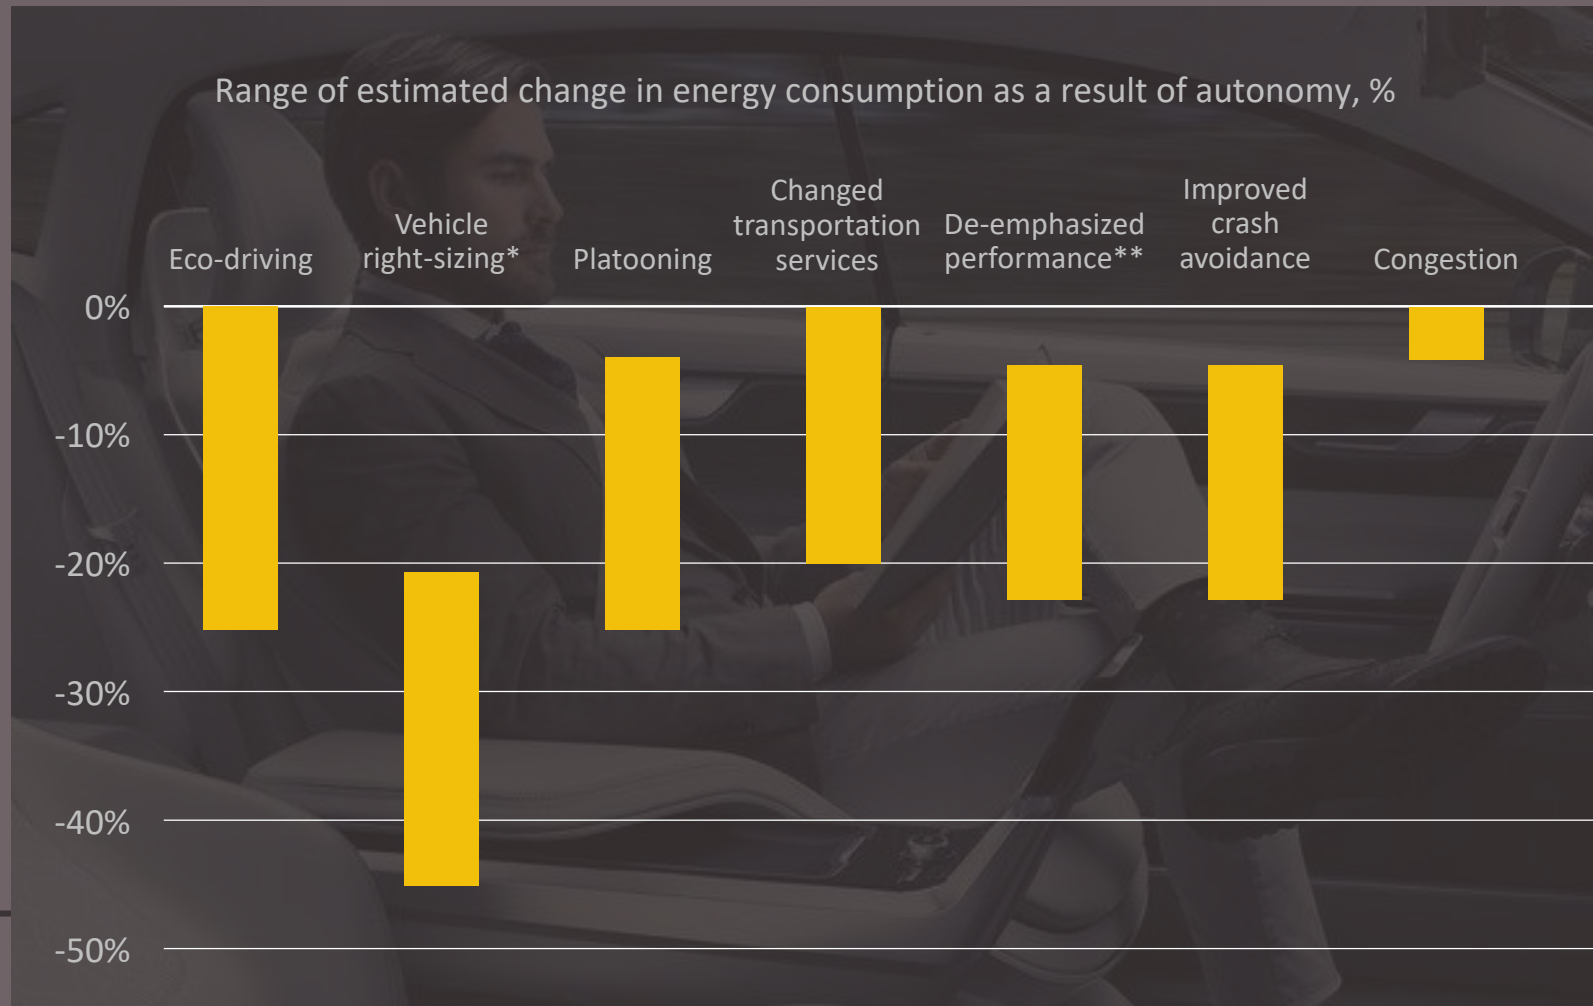 Range of estimated change in energy consumption as a result of autonomy, %
Eco-driving
Vehicle
right-sizing*
Platooning
Changed
transportation
services
De-emphasized
performance**
Improved
crash
avoidance
Congestion
0%
-10%
-20%
-30%
-40%
-50%